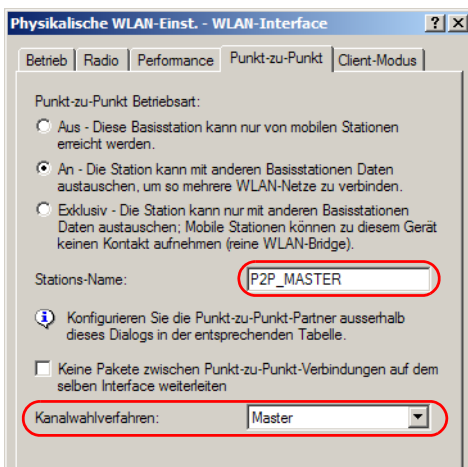 Physikalische WLAN-Einst. - WLAN-Interface
Betrieb Radio Performance Punkt-zu-Punkt Client-Modus
Punkt-zu-Punkt Betriebsart:
Aus - Diese Basisstation kann nur von mobilen Stationen
erreicht werden.
An - Die Station kann mit anderen Basisstationen Daten
austauschen, um so mehrere WLAN-Netze zu verbinden.
Exklusiv - Die Station kann nur mit anderen Basisstationen
Daten austauschen; Mobile Stationen können zu diesem Gerät
keinen Kontakt aufnehmen (reine WLAN-Bridge).
Stations-Name: P2P_MASTER
Konfigurieren Sie die Punkt-zu-Punkt-Partner ausserhalb
dieses Dialogs in der entsprechenden Tabelle.
Keine Pakete zwischen Punkt-zu-Punkt-Verbindungen auf dem
selben Interface weiterleiten
Kanalwahlverfahren: Master